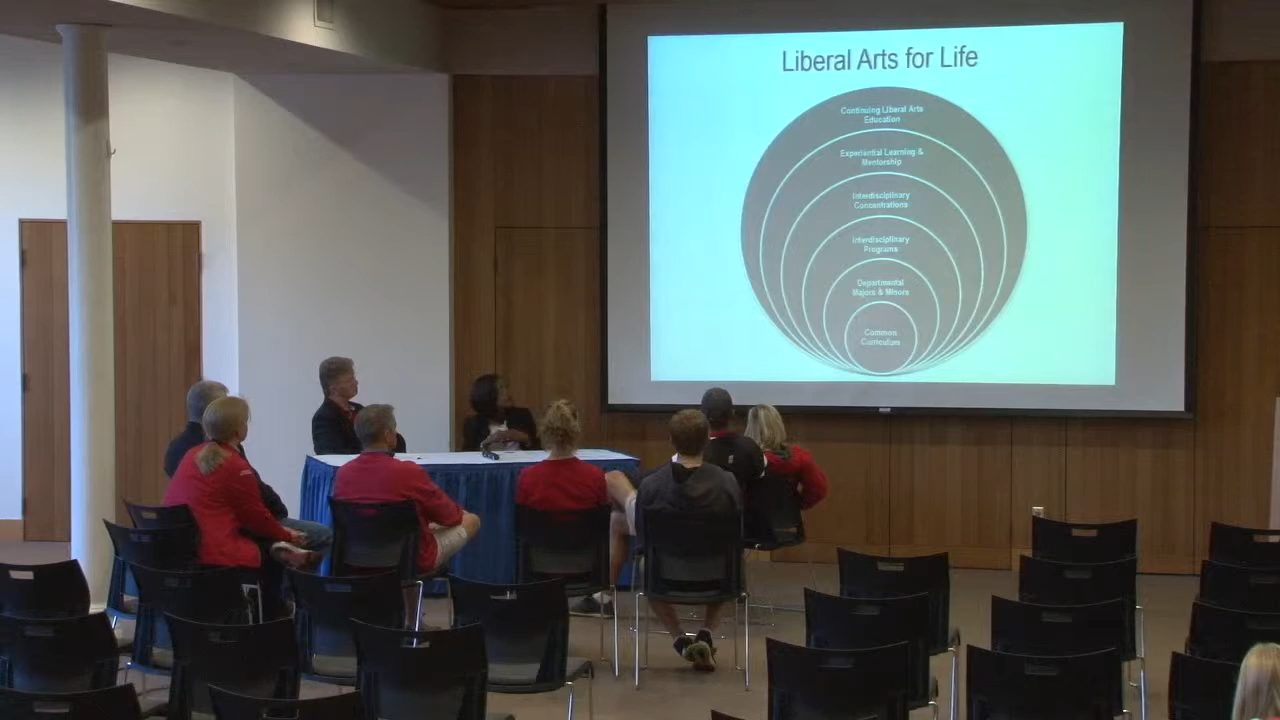 Liberal Arts for Life
Continuing Liberal Arts
Education
Experiential Learning &
Mentorship
Interdisciplinary
Concentrations
Interdisciplinary
Programs
Departmental
Majors & Minors
Common
Curriculum